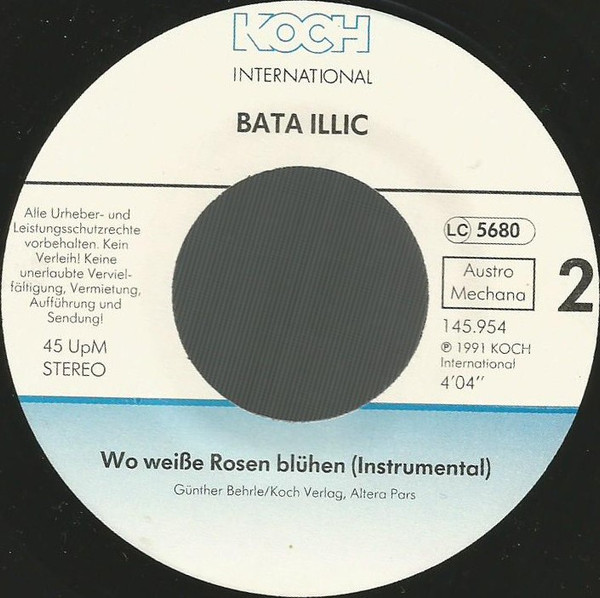 KOCH
INTERNATIONAL
BATA ILLIC
Alle Urheber- und
Leistungsschutzrechte
vorbehalten. Kein
Verleih! Keine
unerlaubte Verviel-
fältigung, Vermietung,
Aufführung und
Sendung!
45 UpM
STEREO
LC 5680
Austro
Mechana
2
145.954
℗ 1991 KOCH
International
4'04"
Wo weiße Rosen blühen (Instrumental)
Günther Behrle/Koch Verlag, Altera Pars